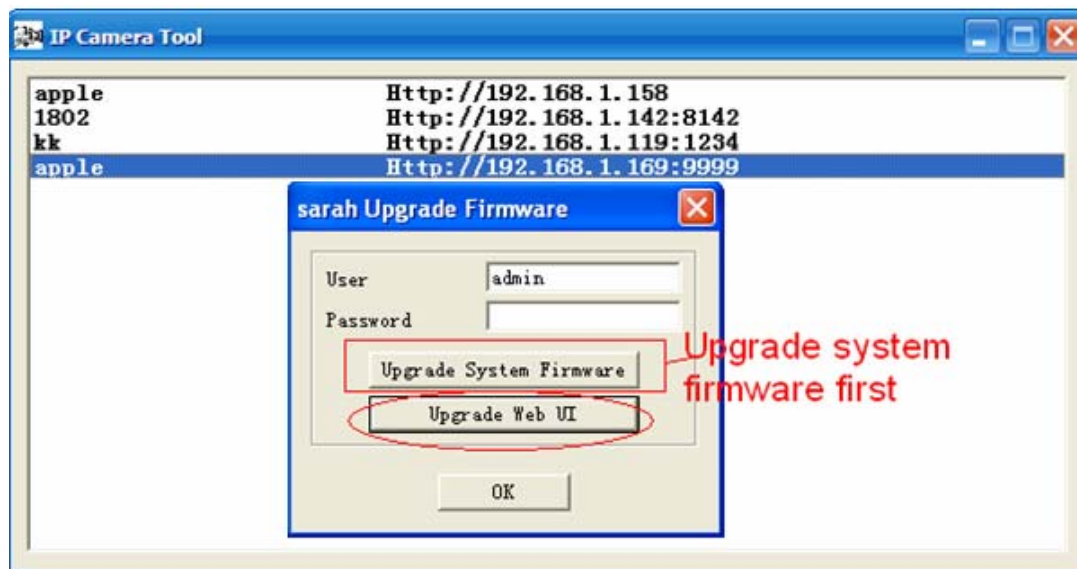 IP Camera Tool
apple Http://192.168.1.158
1802 Http://192.168.1.142:8142
kk Http://192.168.1.119:1234
apple Http://192.168.1.169:9999
sarah Upgrade Firmware
User admin
Password
Upgrade System Firmware
Upgrade Web UI
OK
Upgrade system
firmware first